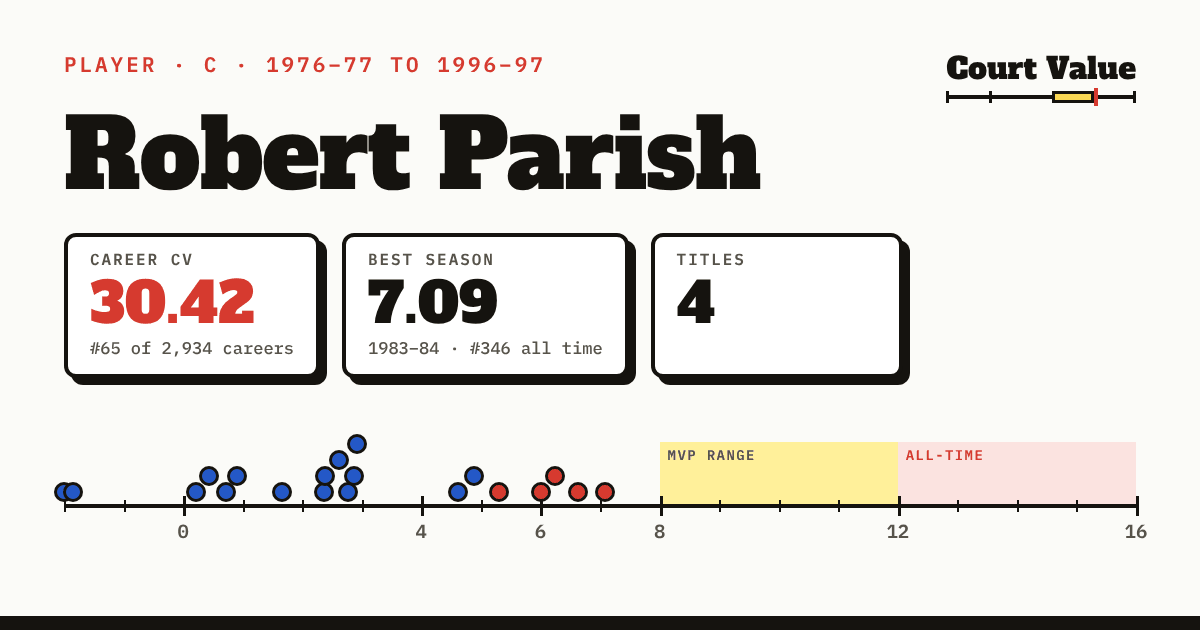 PLAYER · C · 1976–77 TO 1996–97
Court Value
Robert Parish
CAREER CV
30.42
#65 of 2,934 careers
BEST SEASON
7.09
1983–84 · #346 all time
TITLES
4
MVP RANGE
ALL-TIME
0 4 6 8 12 16